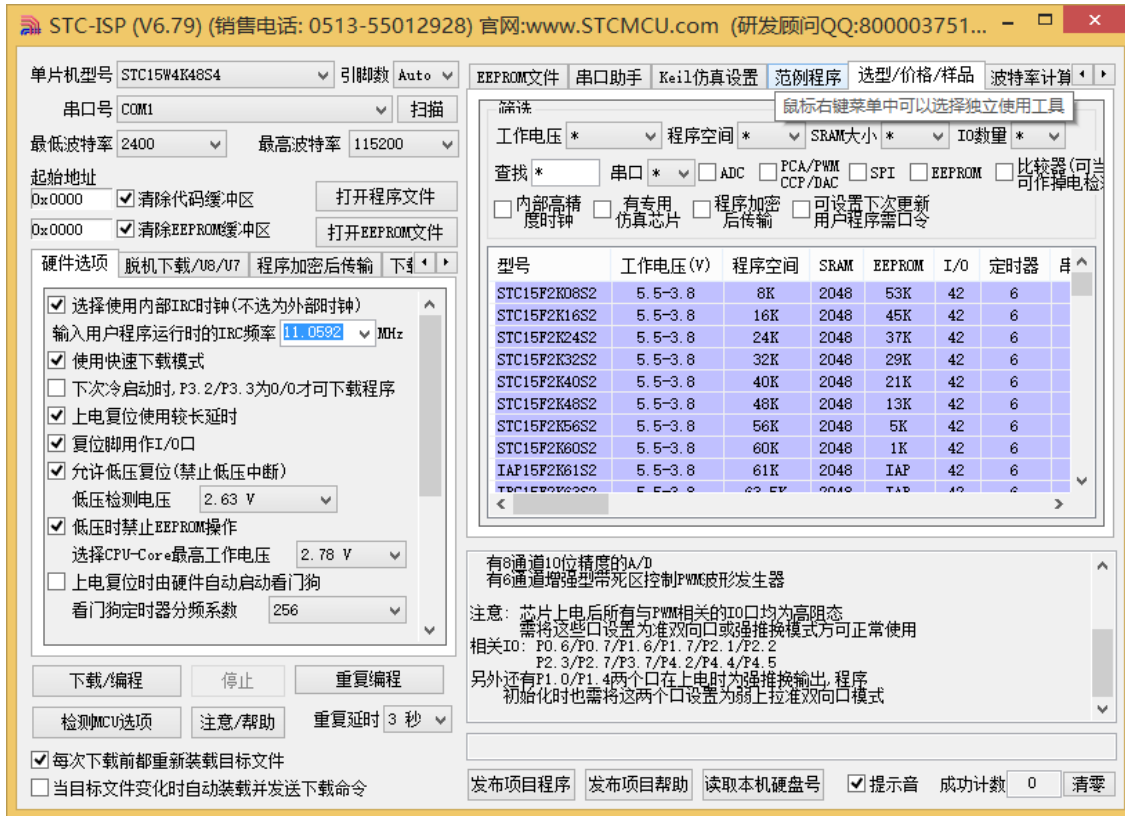 STC-ISP (V6.79) (销售电话: 0513-55012928) 官网:www.STCMCU.com (研发顾问QQ:800003751...
单片机型号 STC15W4K48S4 引脚数 Auto
串口号 COM1 扫描
最低波特率 2400 最高波特率 115200
起始地址
0x0000 清除代码缓冲区 打开程序文件
0x0000 清除EEPROM缓冲区 打开EEPROM文件
硬件选项 脱机下载/U8/U7 程序加密后传输 下载
选择使用内部IRC时钟(不选为外部时钟)
输入用户程序运行时的IRC频率 11.0592 MHz
使用快速下载模式
下次冷启动时,P3.2/P3.3为0/0才可下载程序
上电复位使用较长延时
复位脚用作I/O口
允许低压复位(禁止低压中断)
低压检测电压 2.63 V
低压时禁止EEPROM操作
选择CPU-Core最高工作电压 2.78 V
上电复位时由硬件自动启动看门狗
看门狗定时器分频系数 256
下载/编程 停止 重复编程
检测MCU选项 注意/帮助 重复延时 3 秒
每次下载前都重新装载目标文件
当目标文件变化时自动装载并发送下载命令
EEPROM文件 串口助手 Keil仿真设置 范例程序 选型/价格/样品 波特率计算
鼠标右键菜单中可以选择独立使用工具
筛选
工作电压 * 程序空间 * SRAM大小 * IO数量 *
查找 * 串口 * ADC PCA/PWM CCP/DAC SPI EEPROM 比较器(可当 可作掉电检
内部高精度时钟 有专用仿真芯片 程序加密后传输 可设置下次更新用户程序需口令
型号 工作电压(V) 程序空间 SRAM EEPROM I/O 定时器 串
STC15F2K08S2 5.5-3.8 8K 2048 53K 42 6
STC15F2K16S2 5.5-3.8 16K 2048 45K 42 6
STC15F2K24S2 5.5-3.8 24K 2048 37K 42 6
STC15F2K32S2 5.5-3.8 32K 2048 29K 42 6
STC15F2K40S2 5.5-3.8 40K 2048 21K 42 6
STC15F2K48S2 5.5-3.8 48K 2048 13K 42 6
STC15F2K56S2 5.5-3.8 56K 2048 5K 42 6
STC15F2K60S2 5.5-3.8 60K 2048 1K 42 6
IAP15F2K61S2 5.5-3.8 61K 2048 IAP 42 6
5.5-3.8 63.5K 2048 IAP 42 6
有8通道10位精度的A/D
有6通道增强型带死区控制PWM波形发生器
注意: 芯片上电后所有与PWM相关的IO口均为高阻态
需将这些口设置为准双向口或强推挽模式方可正常使用
相关IO: P0.6/P0.7/P1.6/P1.7/P2.1/P2.2
P2.3/P2.7/P3.7/P4.2/P4.4/P4.5
另外还有P1.0/P1.4两个口在上电时为强推挽输出,程序
初始化时也需将这两个口设置为弱上拉准双向口模式
发布项目程序 发布项目帮助 读取本机硬盘号 提示音 成功计数 0 清零